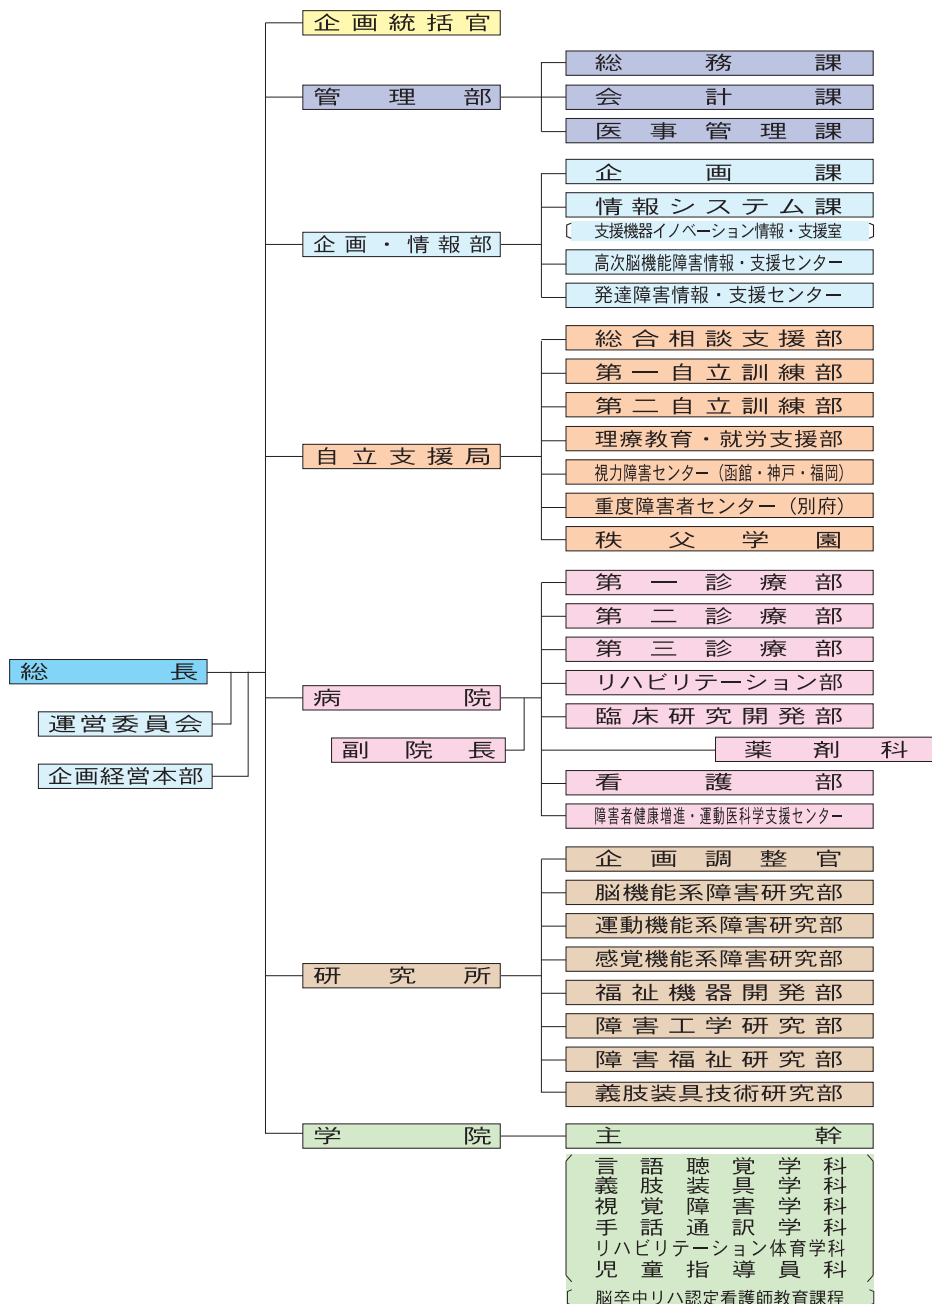 企画統括官
管理部
総務課
会計課
医事管理課
企画・情報部
企画課
情報システム課
〔支援機器イノベーション情報・支援室〕
高次脳機能障害情報・支援センター
発達障害情報・支援センター
自立支援局
総合相談支援部
第一自立訓練部
第二自立訓練部
理療教育・就労支援部
視力障害センター（函館・神戸・福岡）
重度障害者センター（別府）
秩父学園
総長
運営委員会
企画経営本部
病院
副院長
第一診療部
第二診療部
第三診療部
リハビリテーション部
臨床研究開発部
薬剤科
看護部
障害者健康増進・運動医科学支援センター
研究所
企画調整官
脳機能系障害研究部
運動機能系障害研究部
感覚機能系障害研究部
福祉機器開発部
障害工学研究部
障害福祉研究部
義肢装具技術研究部
学院
主幹
言語聴覚学科
義肢装具学科
視覚障害学科
手話通訳学科
リハビリテーション体育学科
児童指導員科
〔脳卒中リハ認定看護師教育課程〕